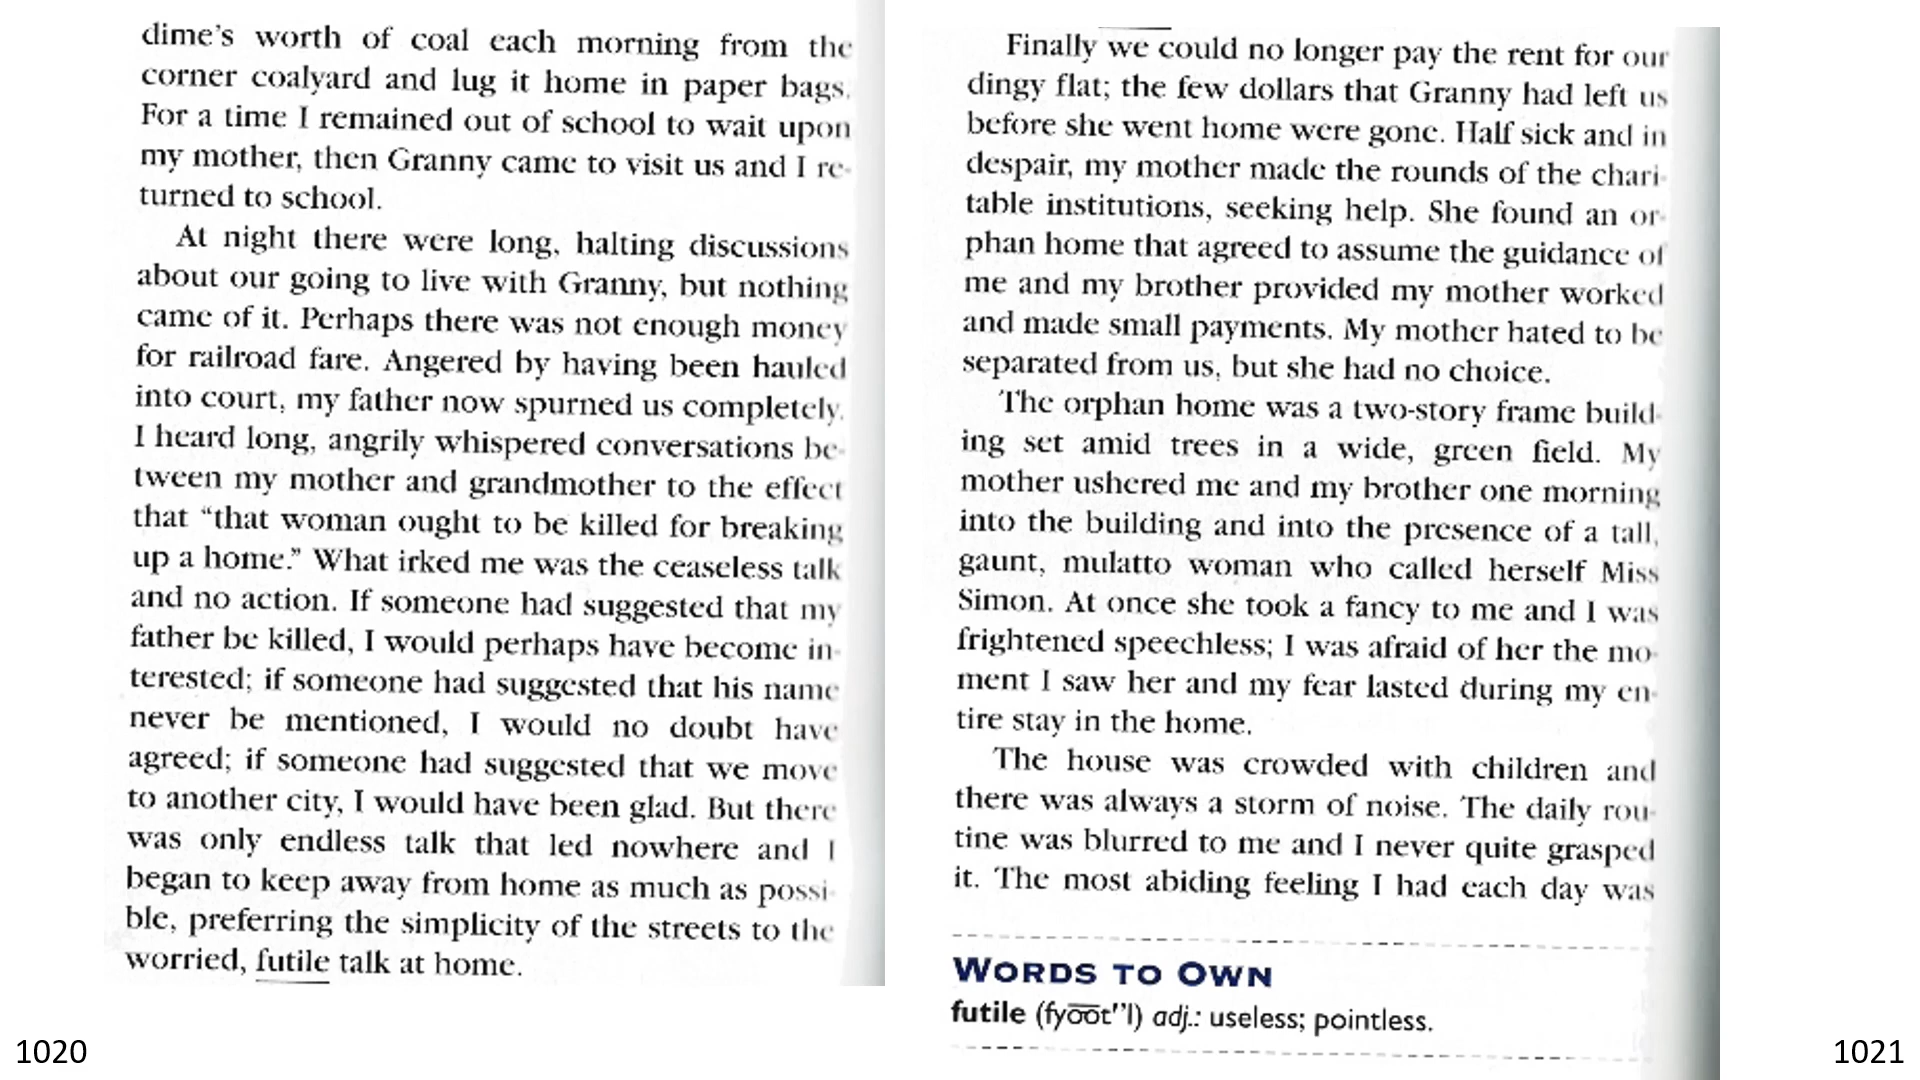 dime's worth of coal each morning from the
corner coalyard and lug it home in paper bags.
For a time I remained out of school to wait upon
my mother, then Granny came to visit us and I re-
turned to school.
At night there were long, halting discussions
about our going to live with Granny, but nothing
came of it. Perhaps there was not enough money
for railroad fare. Angered by having been hauled
into court, my father now spurned us completely.
I heard long, angrily whispered conversations be-
tween my mother and grandmother to the effect
that “that woman ought to be killed for breaking
up a home.” What irked me was the ceaseless talk
and no action. If someone had suggested that my
father be killed, I would perhaps have become in-
terested; if someone had suggested that his name
never be mentioned, I would no doubt have
agreed; if someone had suggested that we move
to another city, I would have been glad. But there
was only endless talk that led nowhere and I
began to keep away from home as much as possi-
ble, preferring the simplicity of the streets to the
worried, futile talk at home.
1020
Finally we could no longer pay the rent for our
dingy flat; the few dollars that Granny had left us
before she went home were gone. Half sick and in
despair, my mother made the rounds of the chari-
table institutions, seeking help. She found an or-
phan home that agreed to assume the guidance of
me and my brother provided my mother worked
and made small payments. My mother hated to be
separated from us, but she had no choice.
The orphan home was a two-story frame build-
ing set amid trees in a wide, green field. My
mother ushered me and my brother one morning
into the building and into the presence of a tall,
gaunt, mulatto woman who called herself Miss
Simon. At once she took a fancy to me and I was
frightened speechless; I was afraid of her the mo-
ment I saw her and my fear lasted during my en-
tire stay in the home.
The house was crowded with children and
there was always a storm of noise. The daily rou-
tine was blurred to me and I never quite grasped
it. The most abiding feeling I had each day was
WORDS TO OWN
futile (fyo͞ot′'l) adj.: useless; pointless.
1021